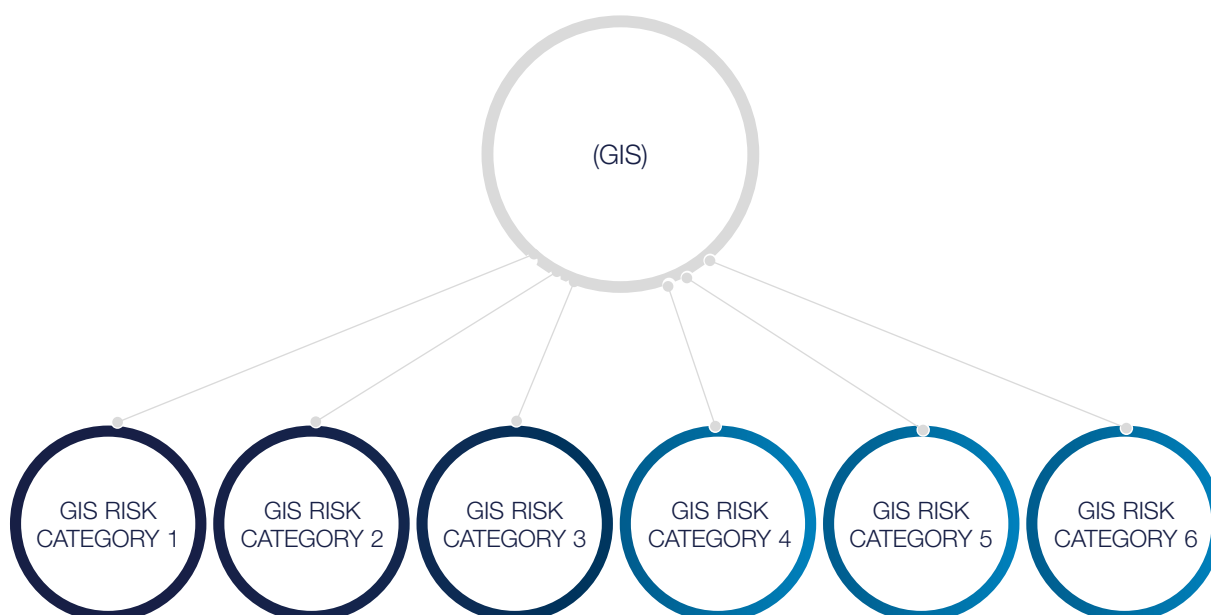 (GIS)
GIS RISK
CATEGORY 1
GIS RISK
CATEGORY 2
GIS RISK
CATEGORY 3
GIS RISK
CATEGORY 4
GIS RISK
CATEGORY 5
GIS RISK
CATEGORY 6